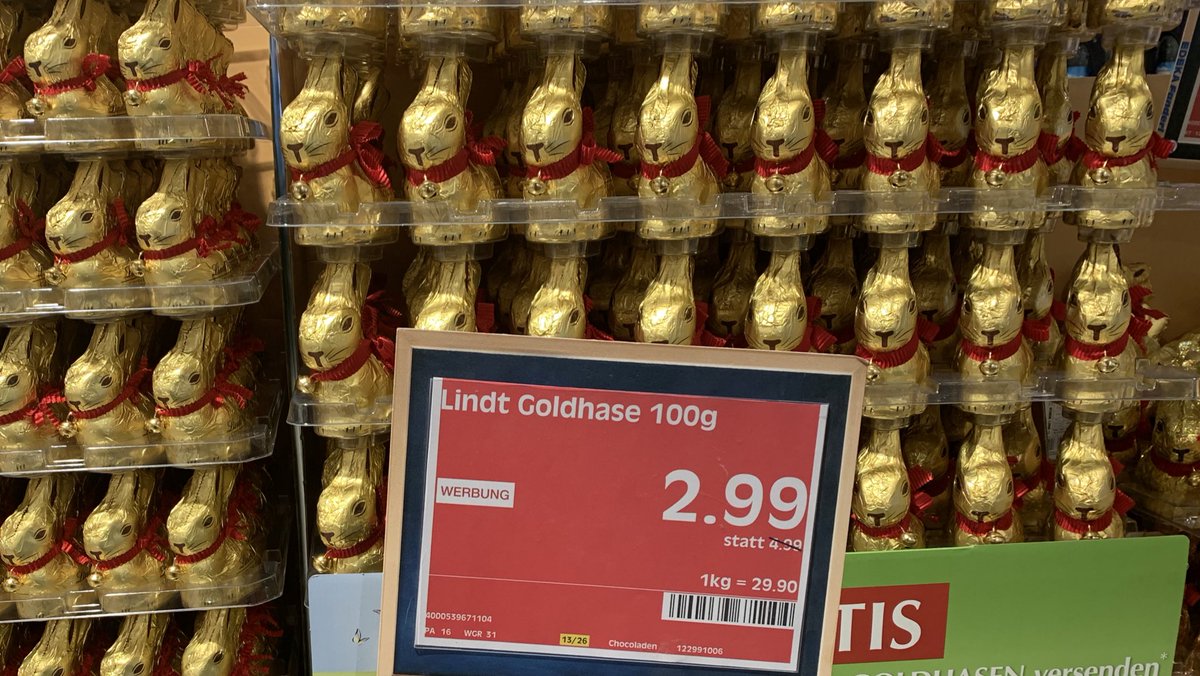 Lindt Goldhase 100g
WERBUNG
2.99
statt 4.99
1kg = 29.90
4000539671104
PA 16 WGR 31
13/26
Chocoladen 122991006
TIS
GOLDHASEN versenden*